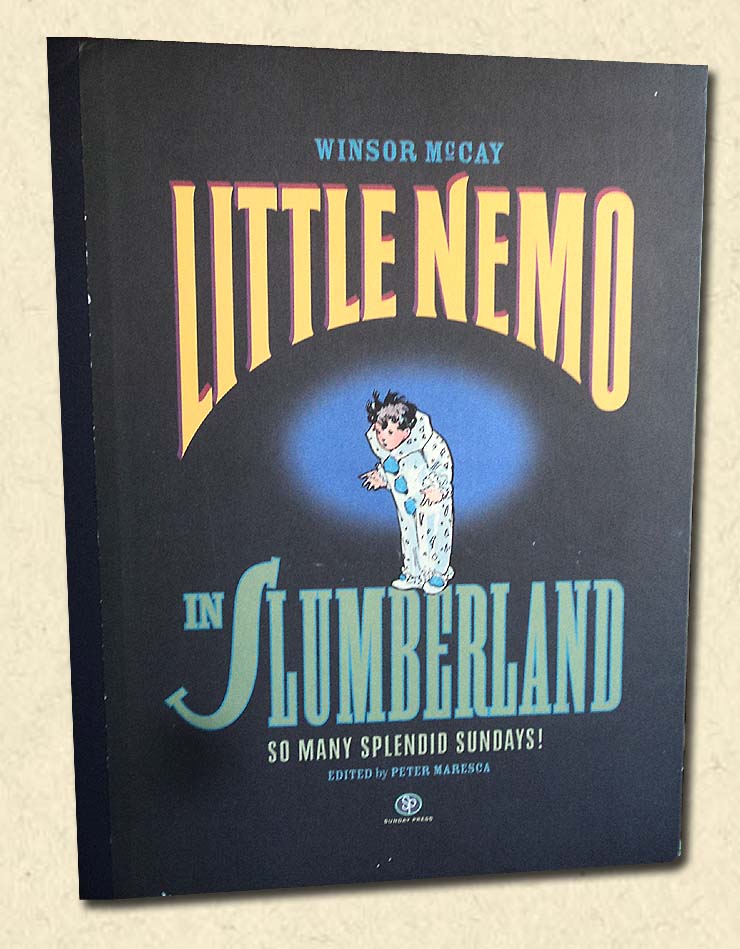 WINSOR McCAY
LITTLE NEMO
IN SLUMBERLAND
SO MANY SPLENDID SUNDAYS!
EDITED by PETER MARESCA
SP
SUNDAY PRESS